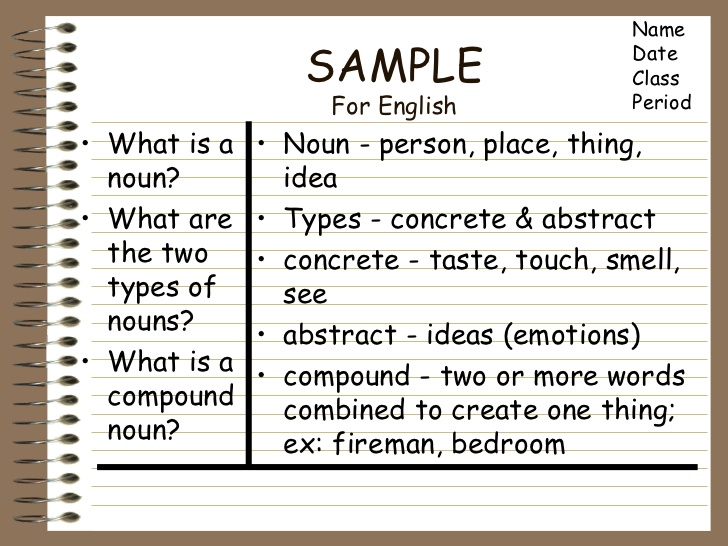 Name
Date
Class
Period
SAMPLE
For English
• What is a
noun?
• What are
the two
types of
nouns?
• What is a
compound
noun?
• Noun - person, place, thing,
idea
• Types - concrete & abstract
• concrete - taste, touch, smell,
see
• abstract - ideas (emotions)
• compound - two or more words
combined to create one thing;
ex: fireman, bedroom